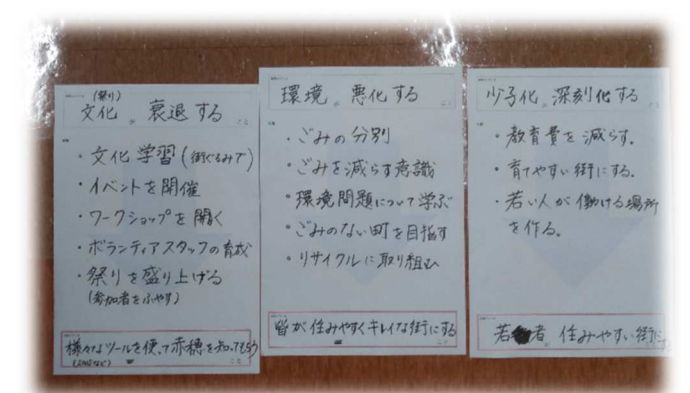 (祭り)
文化が衰退する
・文化学習(街ぐるみで)
・イベントを開催
・ワークショップを開く
・ボランティアスタッフの育成
・祭りを盛り上げる
(参加者をふやす)
様々なツールを使って赤穂を知ってもらう
環境が悪化する
・ごみの分別
・ごみを減らす意識
・環境問題について学ぶ
・ごみのない町を目指す
・リサイクルに取り組む
皆が住みやすくキレイな街にする
少子化が深刻化する
・教育費を減らす。
・育てやすい街にする。
・若い人が働ける場所
を作る。
若者が住みやすい街に